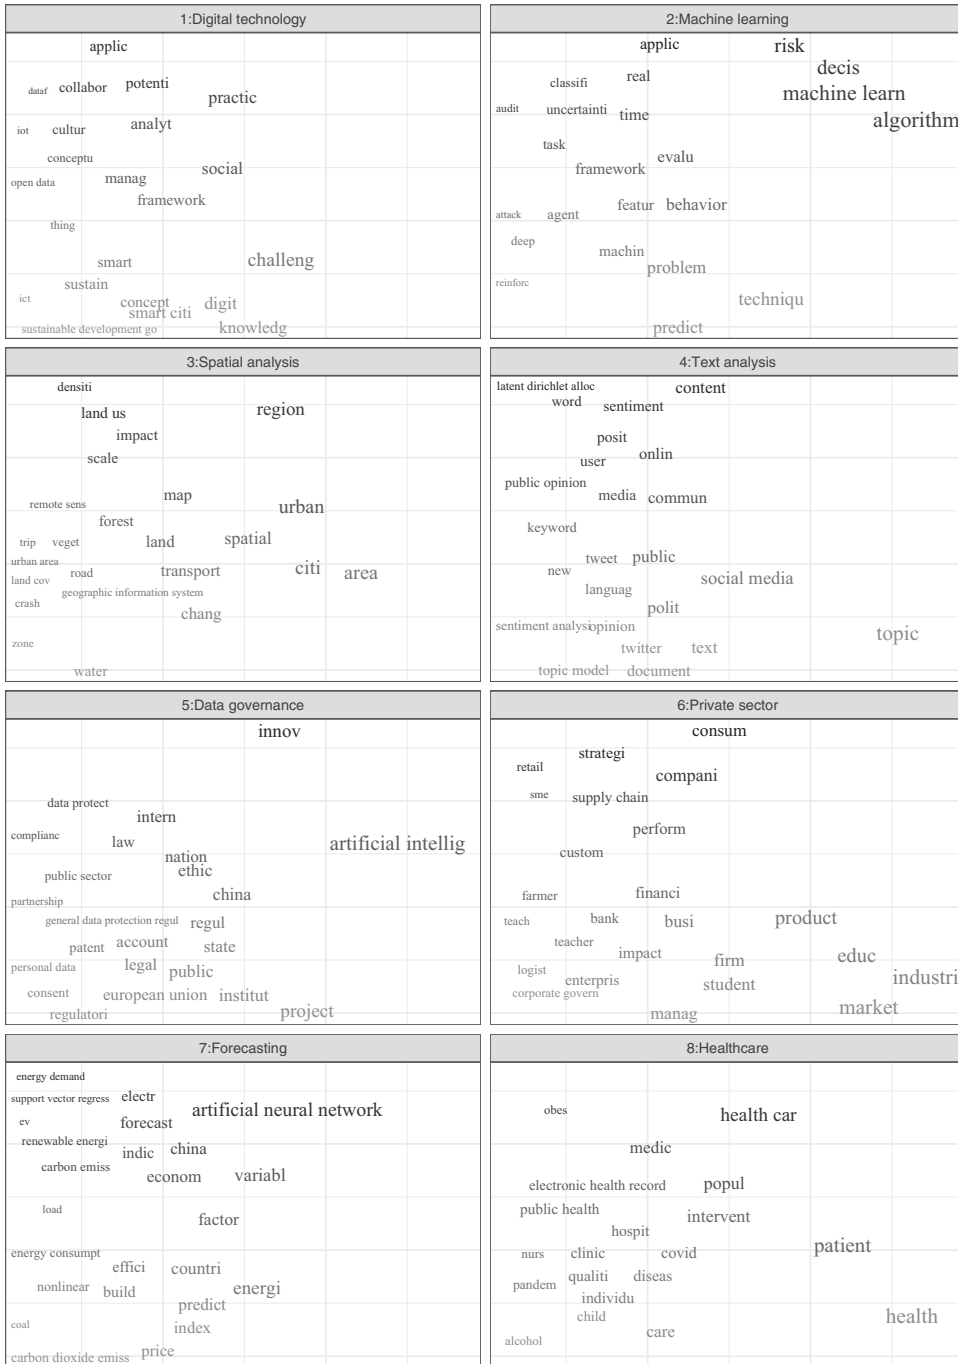 1:Digital technology
applic
dataf
collabor
potenti
practic
iot
cultur
analyt
conceptu
social
open data
manag
framework
thing
smart
challeng
sustain
ict
concept
smart citi
digit
sustainable development go
knowledg
2:Machine learning
applic
risk
classifi
real
decis
machine learn
audit
uncertainti
time
algorithm
task
evalu
framework
attack
agent
featur
behavior
deep
machin
problem
reinforc
techniqu
predict
3:Spatial analysis
densiti
land us
region
impact
scale
remote sens
map
urban
forest
trip
veget
land
spatial
urban area
land cov
road
transport
citi
area
geographic information system
crash
chang
zone
water
4:Text analysis
latent dirichlet alloc
content
word
sentiment
posit
onlin
user
public opinion
media
commun
keyword
tweet
public
new
social media
languag
polit
sentiment analysi
opinion
topic
twitter
text
topic model
document
5:Data governance
innov
data protect
intern
complianc
law
artificial intellig
nation
public sector
ethic
partnership
china
general data protection regul
regul
patent
account
state
personal data
legal
public
consent
european union
institut
regulatori
project
6:Private sector
consum
strategi
retail
compani
sme
supply chain
perform
custom
farmer
financi
teach
bank
busi
product
teacher
impact
firm
educ
logist
enterpris
student
industri
corporate govern
manag
market
7:Forecasting
energy demand
support vector regress
electr
artificial neural network
ev
forecast
renewable energi
indic
china
carbon emiss
econom
variabl
load
factor
energy consumpt
effici
countri
nonlinear
build
energi
predict
coal
index
carbon dioxide emiss
price
8:Healthcare
obes
health car
medic
electronic health record
popul
public health
intervent
hospit
patient
nurs
clinic
covid
pandem
qualiti
diseas
individu
child
health
care
alcohol